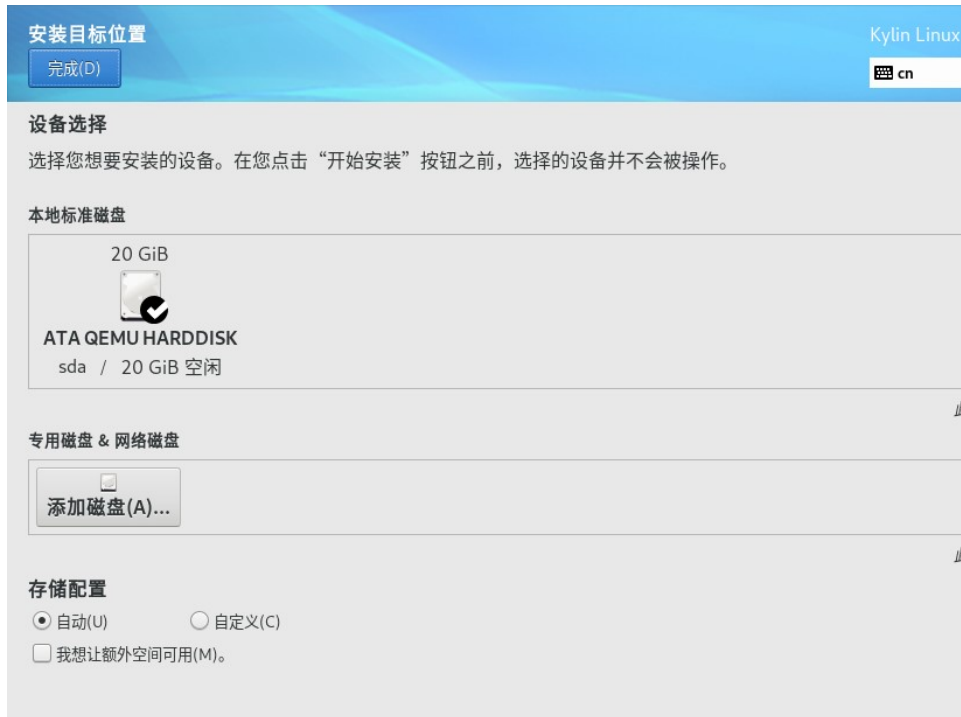 安装目标位置
Kylin Linux
完成(D)
cn
设备选择
选择您想要安装的设备。在您点击“开始安装”按钮之前，选择的设备并不会被操作。
本地标准磁盘
20 GiB
ATA QEMU HARDDISK
sda / 20 GiB 空闲
专用磁盘 & 网络磁盘
添加磁盘(A)...
存储配置
自动(U) 自定义(C)
我想让额外空间可用(M)。